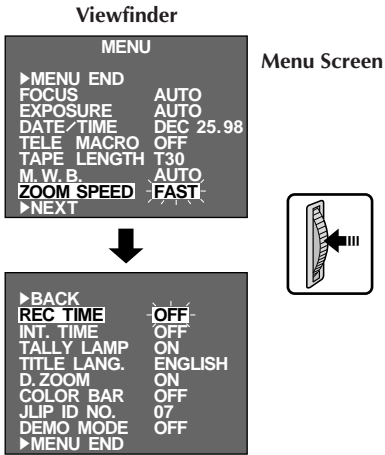 Viewfinder
Menu Screen
MENU
▶MENU END
FOCUS AUTO
EXPOSURE AUTO
DATE/TIME DEC 25.98
TELE MACRO OFF
TAPE LENGTH T30
M.W.B. AUTO
ZOOM SPEED FAST
▶NEXT
▶BACK
REC TIME OFF
INT. TIME OFF
TALLY LAMP ON
TITLE LANG. ENGLISH
D.ZOOM ON
COLOR BAR OFF
JLIP ID NO. 07
DEMO MODE OFF
▶MENU END